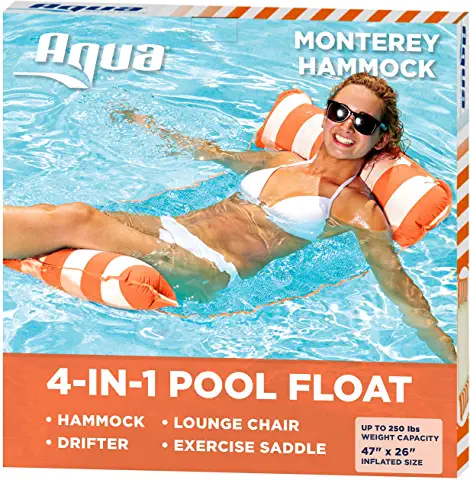 Aqua
MONTEREY
HAMMOCK
4-IN-1 POOL FLOAT
• HAMMOCK
• DRIFTER
• LOUNGE CHAIR
• EXERCISE SADDLE
UP TO 250 lbs
WEIGHT CAPACITY
47" x 26"
INFLATED SIZE